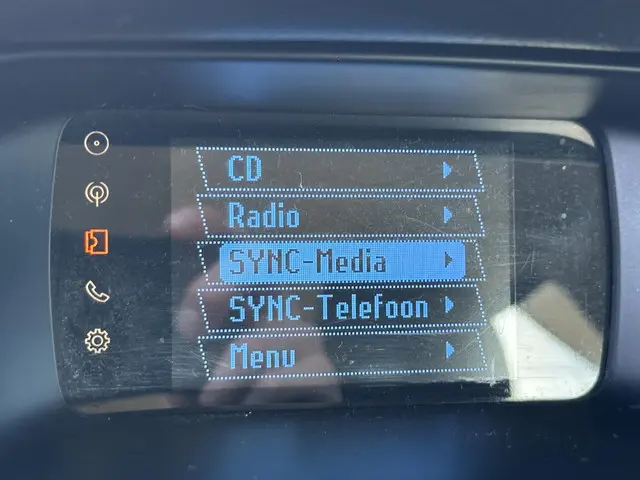 CD
Radio
SYNC-Media
SYNC-Telefoon
Menu